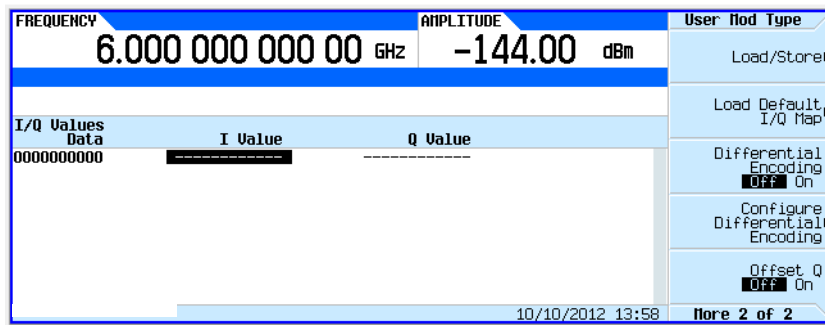 FREQUENCY
6.000 000 000 00 GHz
AMPLITUDE
-144.00 dBm
I/Q Values
Data I Value Q Value
0000000000 ------------ ------------
10/10/2012 13:58
User Mod Type
Load/Store
Load Default
I/Q Map
Differential
Encoding
Off On
Configure
Differential
Encoding
Offset Q
Off On
More 2 of 2